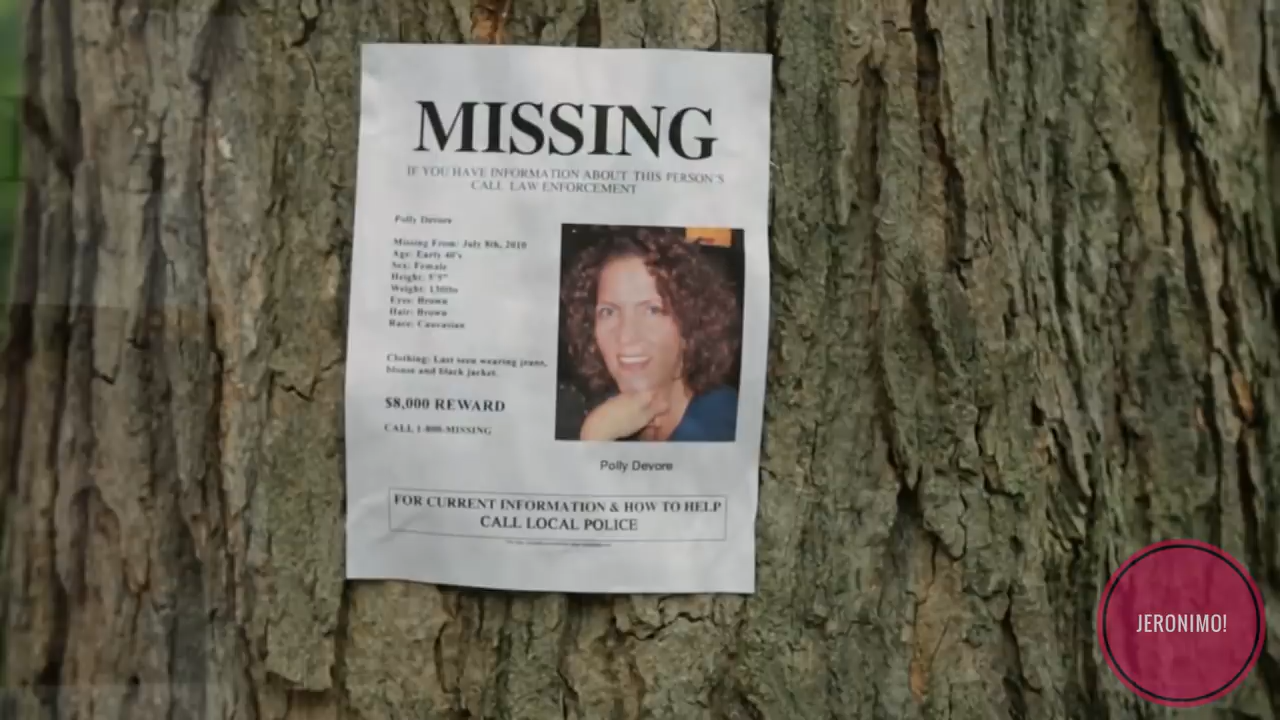 MISSING
IF YOU HAVE INFORMATION ABOUT THIS PERSON'S
CALL LAW ENFORCEMENT
Polly Devore
Missing From: July 8th, 2010
Age: Early 40's
Sex: Female
Height: 5'5"
Weight: 130lbs
Eyes: Brown
Hair: Brown
Race: Caucasian
Clothing: Last seen wearing jeans,
blouse and black jacket.
$8,000 REWARD
CALL 1-800-MISSING
Polly Devore
FOR CURRENT INFORMATION & HOW TO HELP
CALL LOCAL POLICE
JERONIMO!